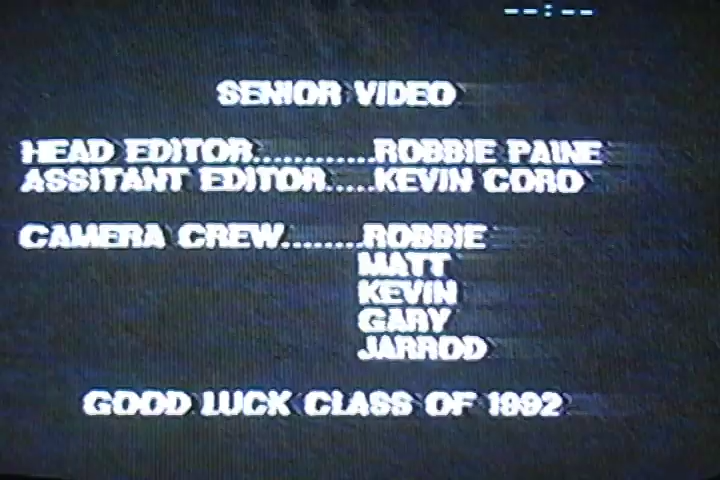 --:--
SENIOR VIDEO
HEAD EDITOR............ROBBIE PAINE
ASSITANT EDITOR.....KEVIN CORD
CAMERA CREW........ROBBIE
MATT
KEVIN
GARY
JARROD
GOOD LUCK CLASS OF 1992